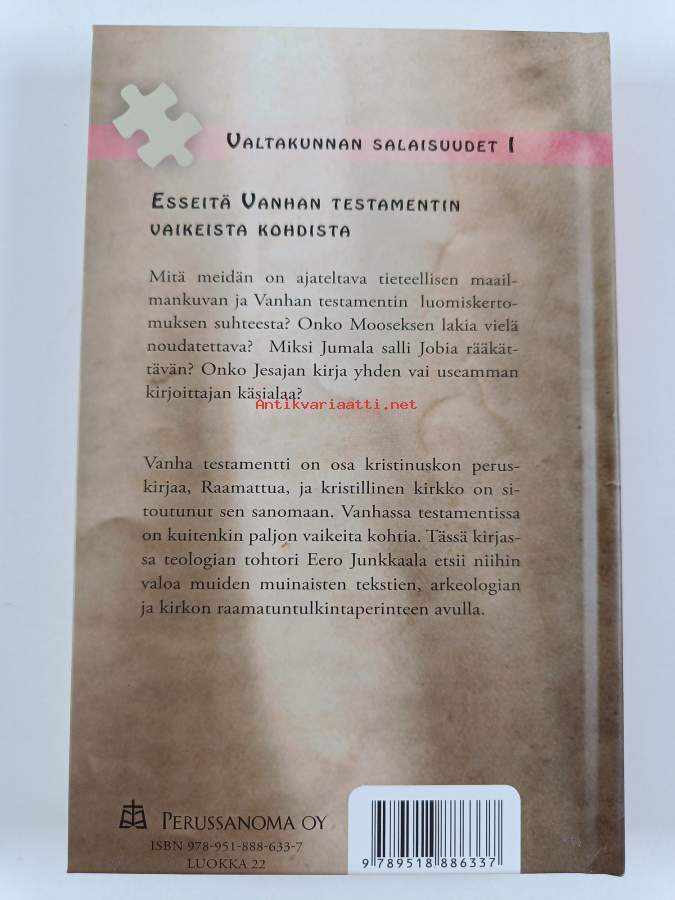 Valtakunnan salaisuudet I
Esseitä Vanhan testamentin
vaikeista kohdista
Mitä meidän on ajateltava tieteellisen maail-
mankuvan ja Vanhan testamentin luomiskerto-
muksen suhteesta? Onko Mooseksen lakia vielä
noudatettava? Miksi Jumala salli Jobia rääkät-
tävän? Onko Jesajan kirja yhden vai useamman
kirjoittajan käsialaa?
Antikvariaatti.net
Vanha testamentti on osa kristinuskon perus-
kirjaa, Raamattua, ja kristillinen kirkko on si-
toutunut sen sanomaan. Vanhassa testamentissa
on kuitenkin paljon vaikeita kohtia. Tässä kirjas-
sa teologian tohtori Eero Junkkaala etsii niihin
valoa muiden muinaisten tekstien, arkeologian
ja kirkon raamatuntulkintaperinteen avulla.
Perussanoma Oy
ISBN 978-951-888-633-7
LUOKKA 22
9 789518 886337